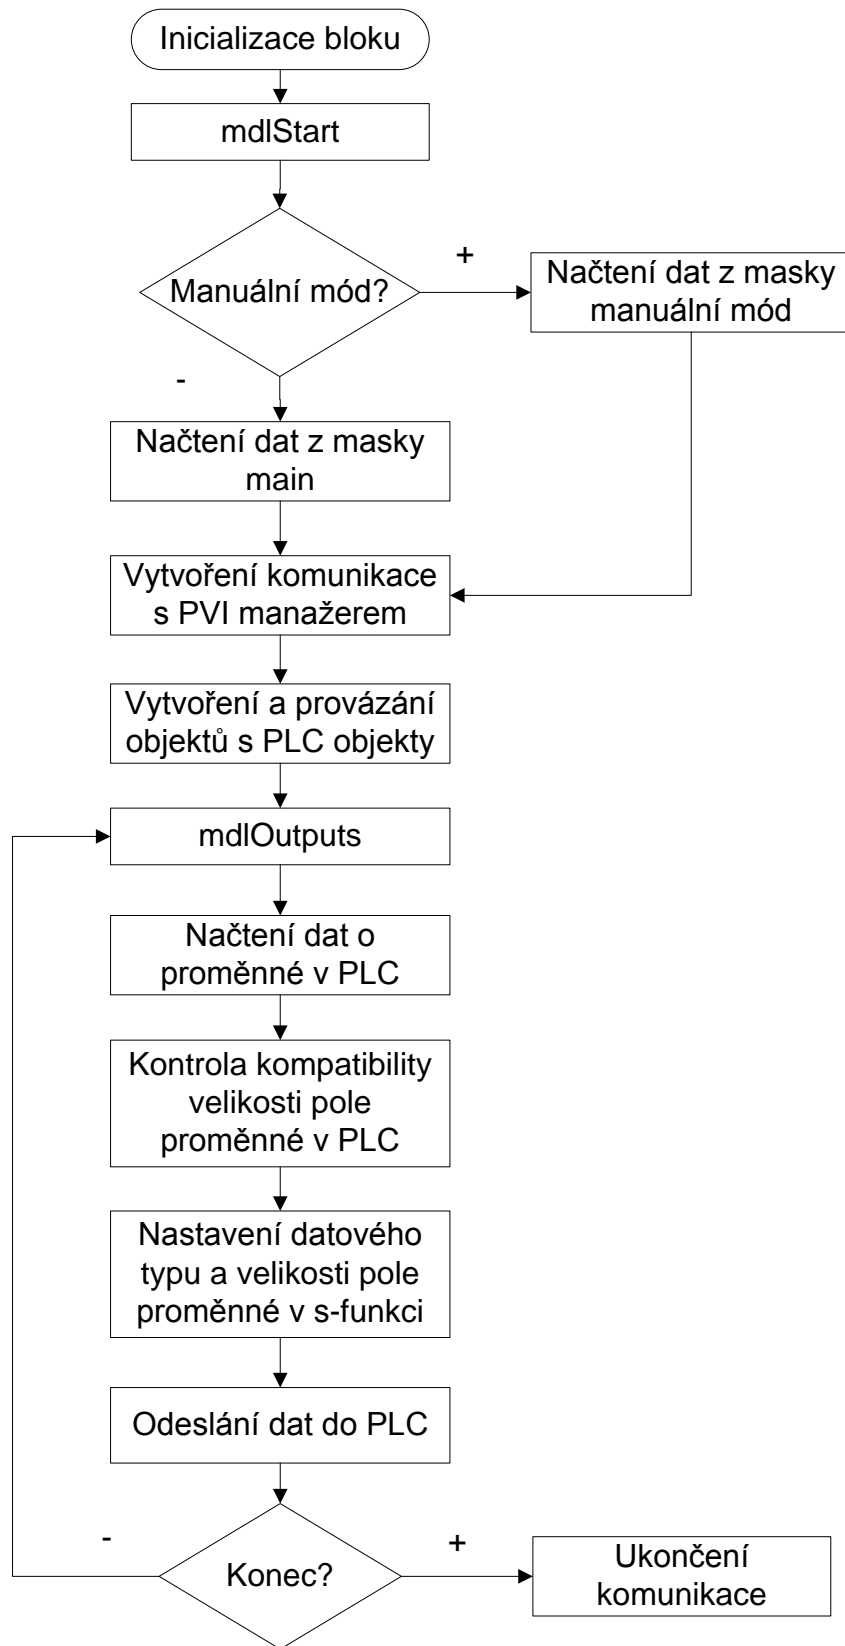 Inicializace bloku
mdlStart
Manuální mód?
+
Načtení dat z masky
manuální mód
-
Načtení dat z masky
main
Vytvoření komunikace
s PVI manažerem
Vytvoření a provázání
objektů s PLC objekty
mdlOutputs
Načtení dat o
proměnné v PLC
Kontrola kompatibility
velikosti pole
proměnné v PLC
Nastavení datového
typu a velikosti pole
proměnné v s-funkci
Odeslání dat do PLC
-
Konec?
+
Ukončení
komunikace